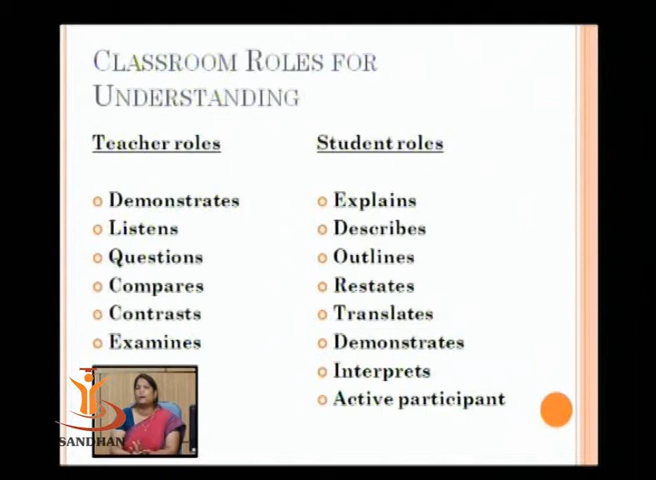 CLASSROOM ROLES FOR
UNDERSTANDING
Teacher roles
Demonstrates
Listens
Questions
Compares
Contrasts
Examines
Student roles
Explains
Describes
Outlines
Restates
Translates
Demonstrates
Interprets
Active participant
SANDHAN